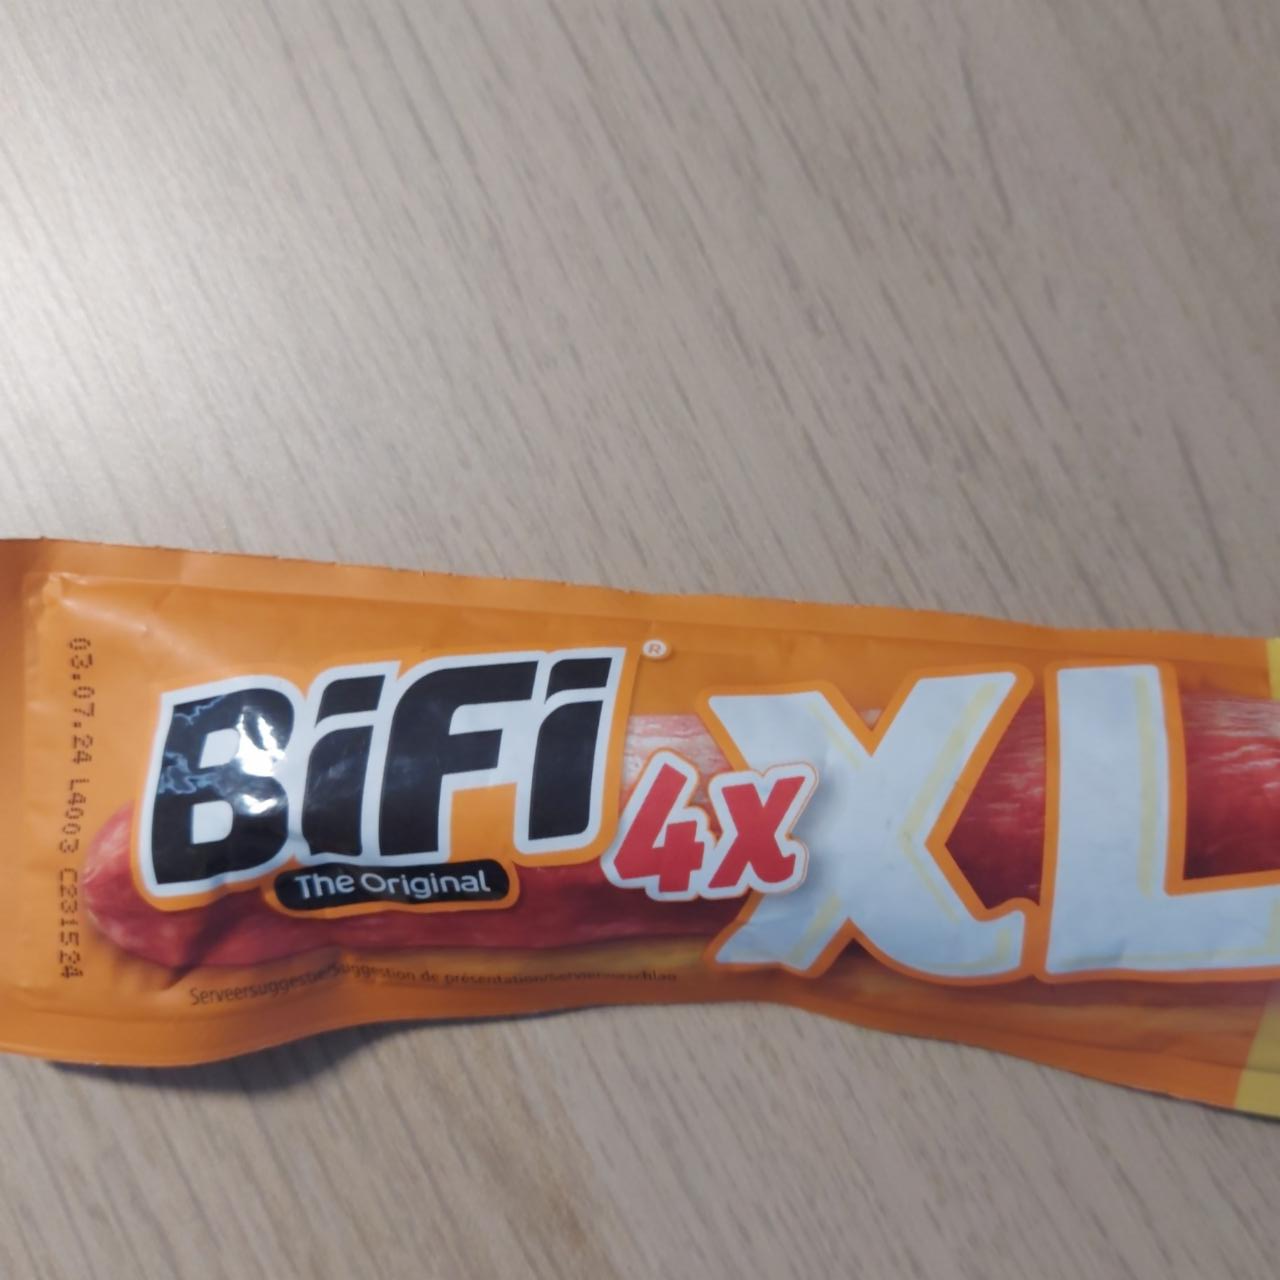 03.07.24 L4003 C231524
BiFi®
The Original
4x
XL
Serveersuggestie/Suggestion de présentation/Serviervorschlag